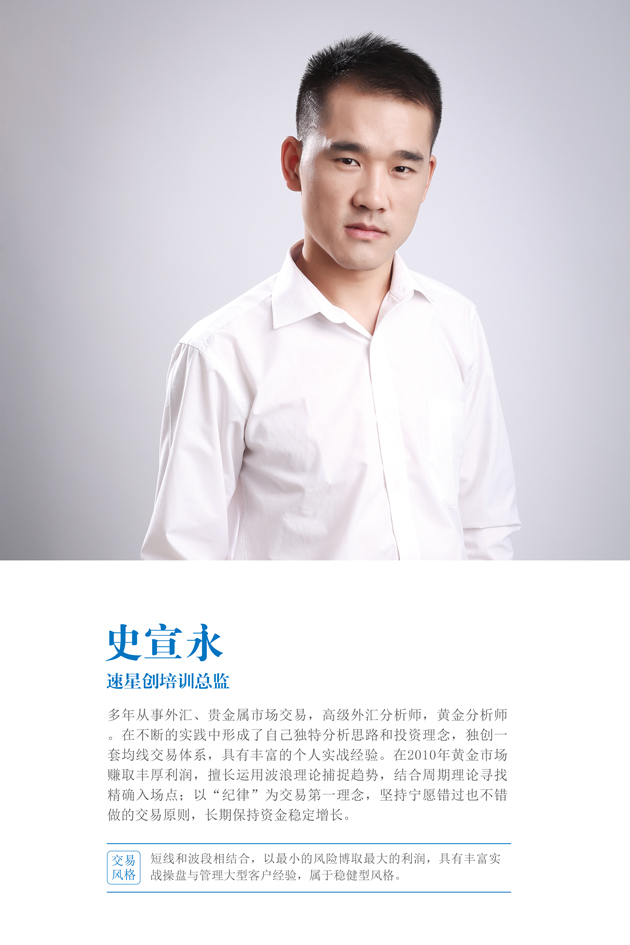 史宣永
速星创培训总监
多年从事外汇、贵金属市场交易，高级外汇分析师，黄金分析师
。在不断的实践中形成了自己独特分析思路和投资理念，独创一
套均线交易体系，具有丰富的个人实战经验。在2010年黄金市场
赚取丰厚利润，擅长运用波浪理论捕捉趋势，结合周期理论寻找
精确入场点；以“纪律”为交易第一理念，坚持宁愿错过也不错
做的交易原则，长期保持资金稳定增长。
交易
风格
短线和波段相结合，以最小的风险博取最大的利润，具有丰富实
战操盘与管理大型客户经验，属于稳健型风格。